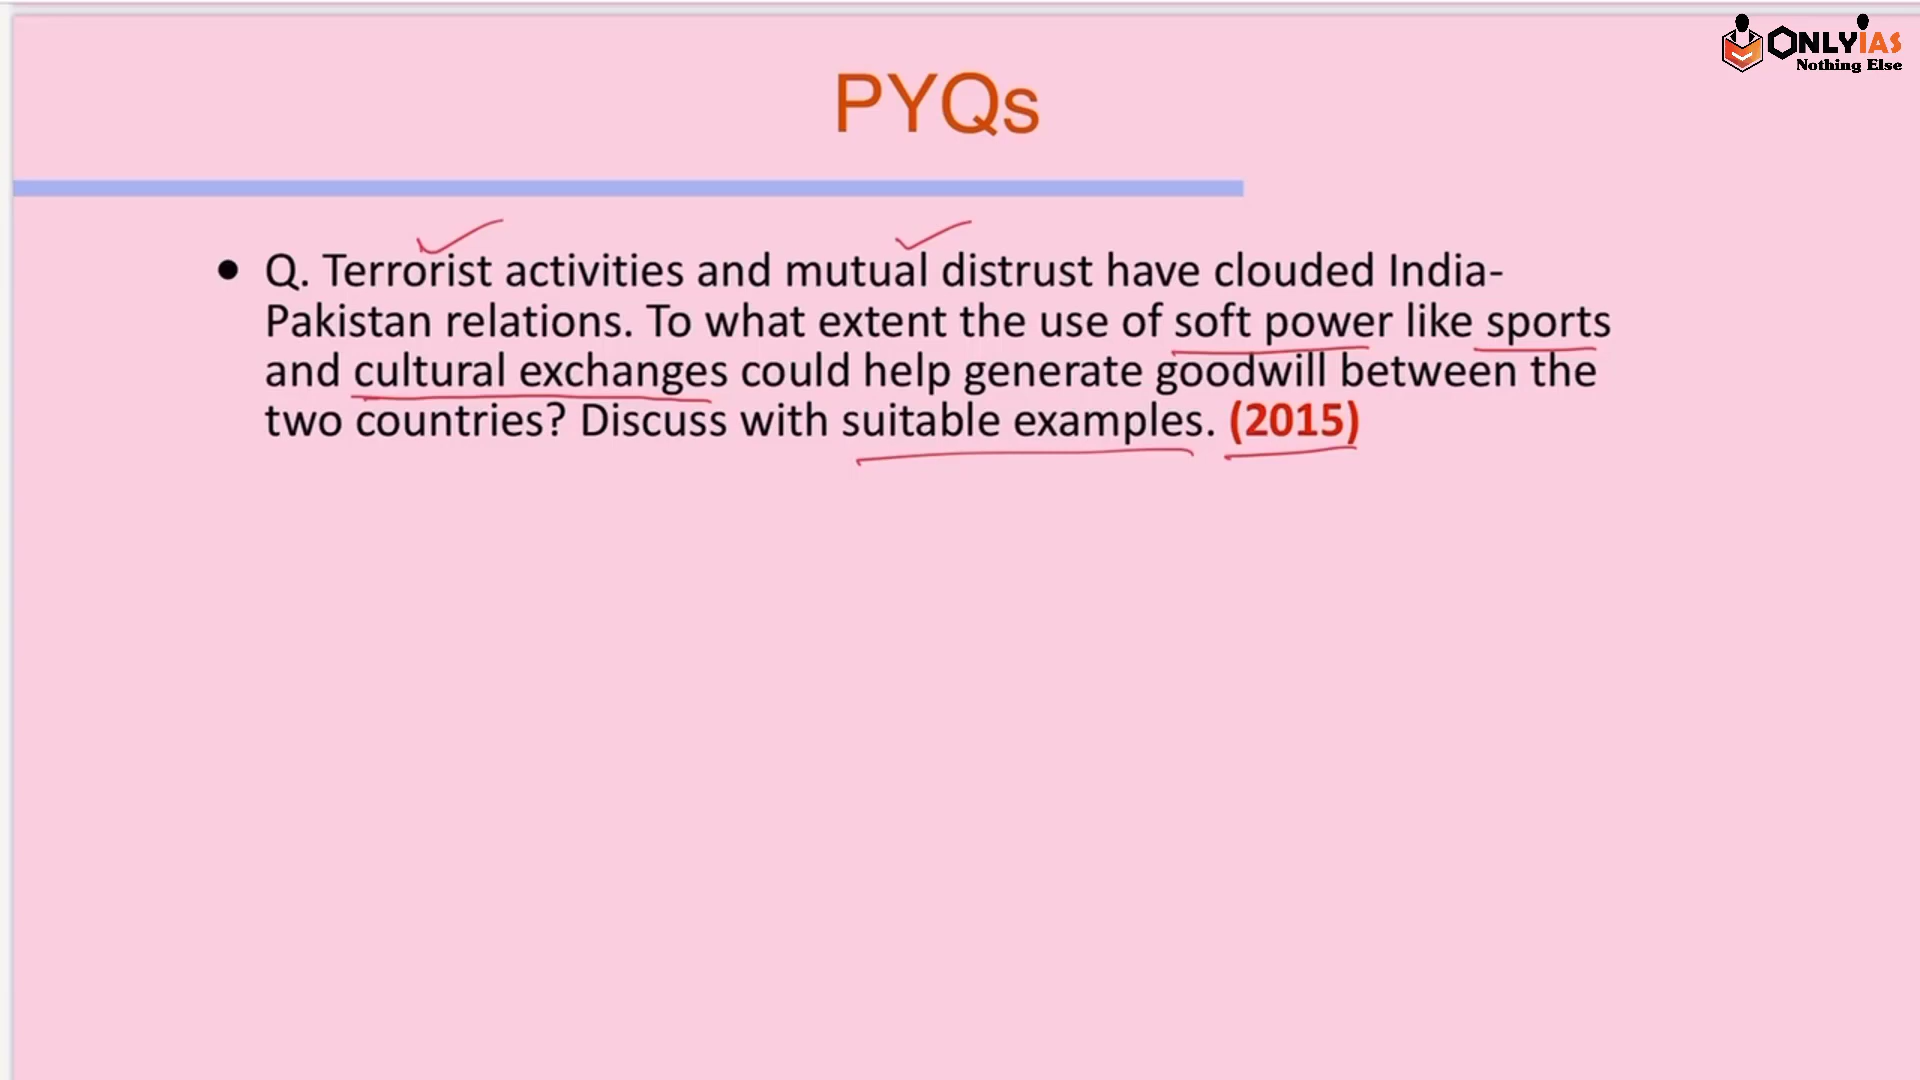 ONLYIAS
Nothing Else
PYQs
• Q. Terrorist activities and mutual distrust have clouded India-
Pakistan relations. To what extent the use of soft power like sports
and cultural exchanges could help generate goodwill between the
two countries? Discuss with suitable examples. (2015)